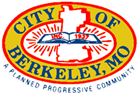 CITY OF
INC. 1937
BERKELEY, MO
A PLANNED PROGRESSIVE COMMUNITY